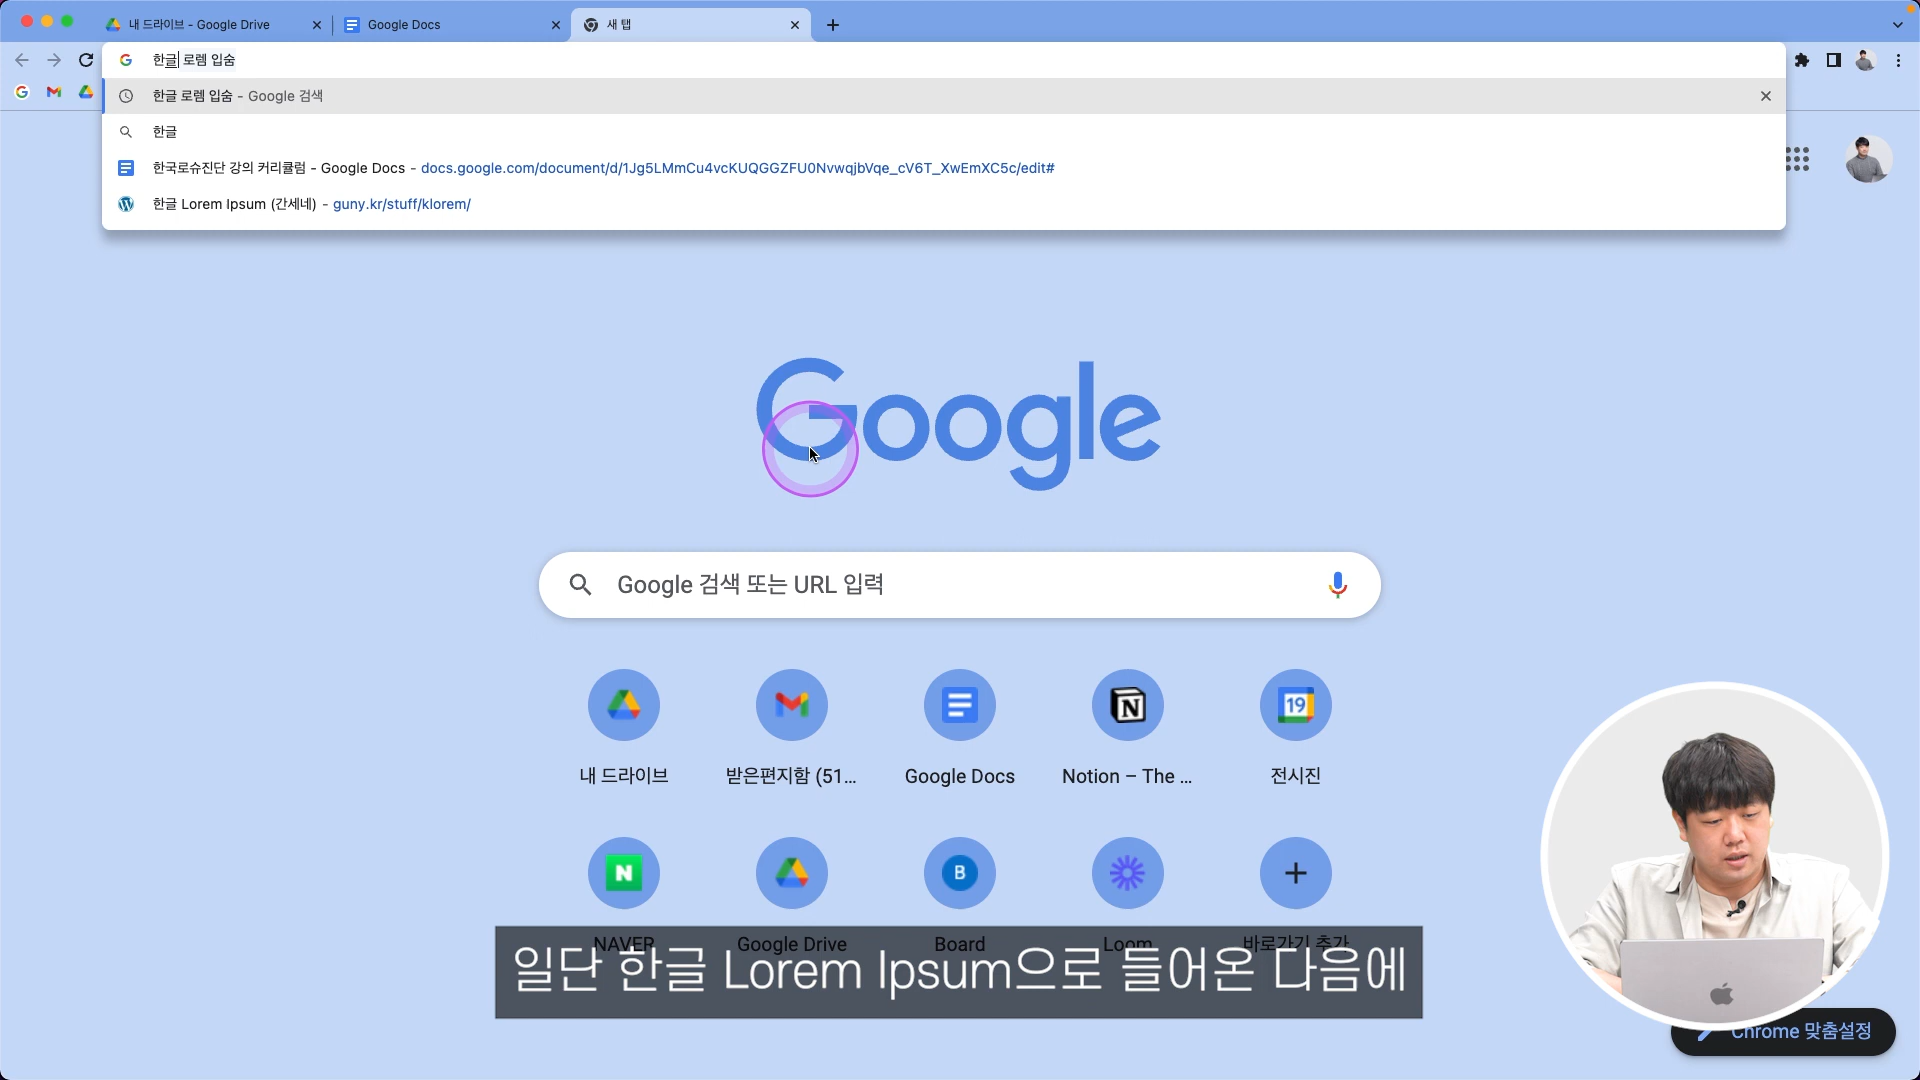 내 드라이브 - Google Drive
Google Docs
새 탭
한글 로렘 입숨
한글 로렘 입숨 - Google 검색
한글
한국로슈진단 강의 커리큘럼 - Google Docs - docs.google.com/document/d/1Jg5LMmCu4vcKUQGGZFU0NvwqjbVqe_cV6T_XwEmXC5c/edit#
한글 Lorem Ipsum (간세네) - guny.kr/stuff/klorem/
Google
Google 검색 또는 URL 입력
내 드라이브
받은편지함 (51...
Google Docs
Notion – The ...
19
전시진
NAVER
Google Drive
B
Board
Loom
바로가기 추가
일단 한글 Lorem Ipsum으로 들어온 다음에
Chrome 맞춤설정